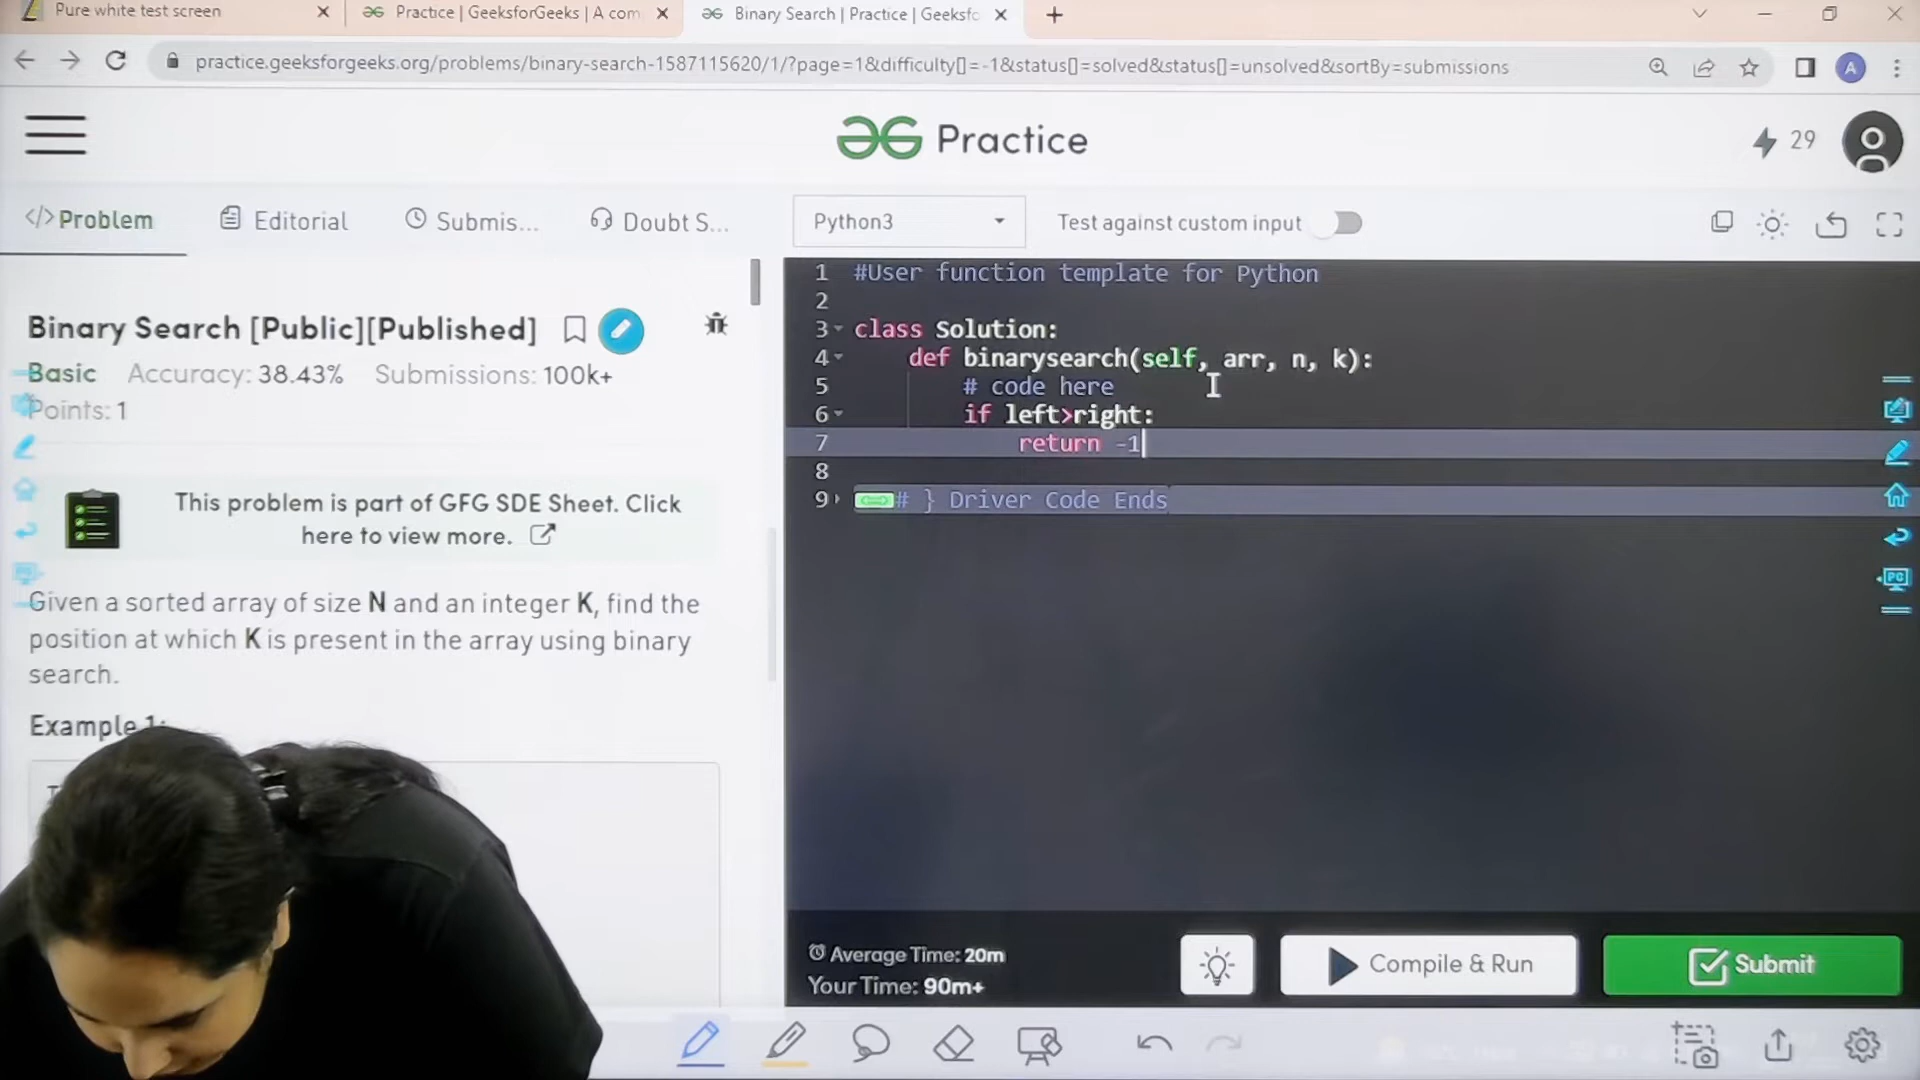 Pure white test screen
Practice | GeeksforGeeks | A com
Binary Search | Practice | Geeksfc
practice.geeksforgeeks.org/problems/binary-search-1587115620/1/?page=1&difficulty[]=-1&status[]=solved&status[]=unsolved&sortBy=submissions
A
Practice
29
</> Problem
Editorial
Submis...
Doubt S...
Python3
Test against custom input
Binary Search [Public][Published]
Basic Accuracy: 38.43% Submissions: 100k+
Points: 1
This problem is part of GFG SDE Sheet. Click
here to view more.
Given a sorted array of size N and an integer K, find the
position at which K is present in the array using binary
search.
Example 1:
1 #User function template for Python
2
3 class Solution:
4 def binarysearch(self, arr, n, k):
5 # code here
6 if left>right:
7 return -1
8
9 # } Driver Code Ends
PC
Average Time: 20m
Your Time: 90m+
Compile & Run
Submit